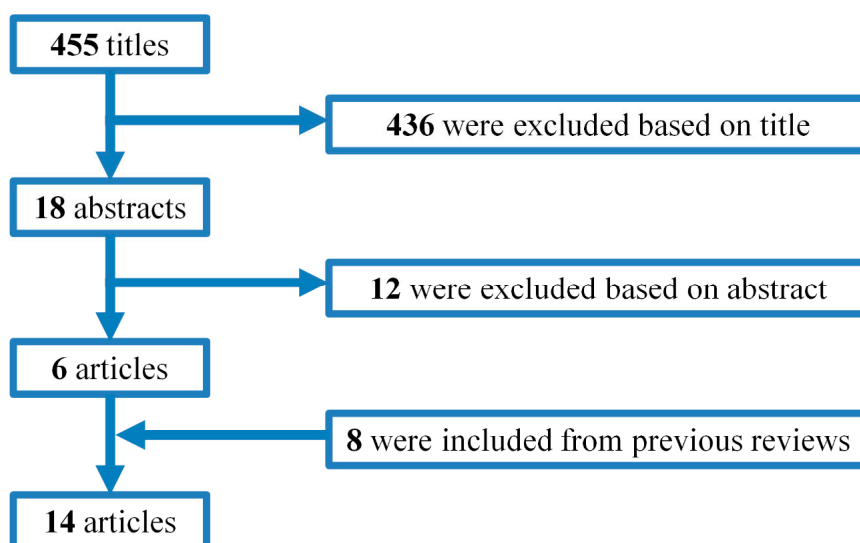 455 titles
436 were excluded based on title
18 abstracts
12 were excluded based on abstract
6 articles
8 were included from previous reviews
14 articles